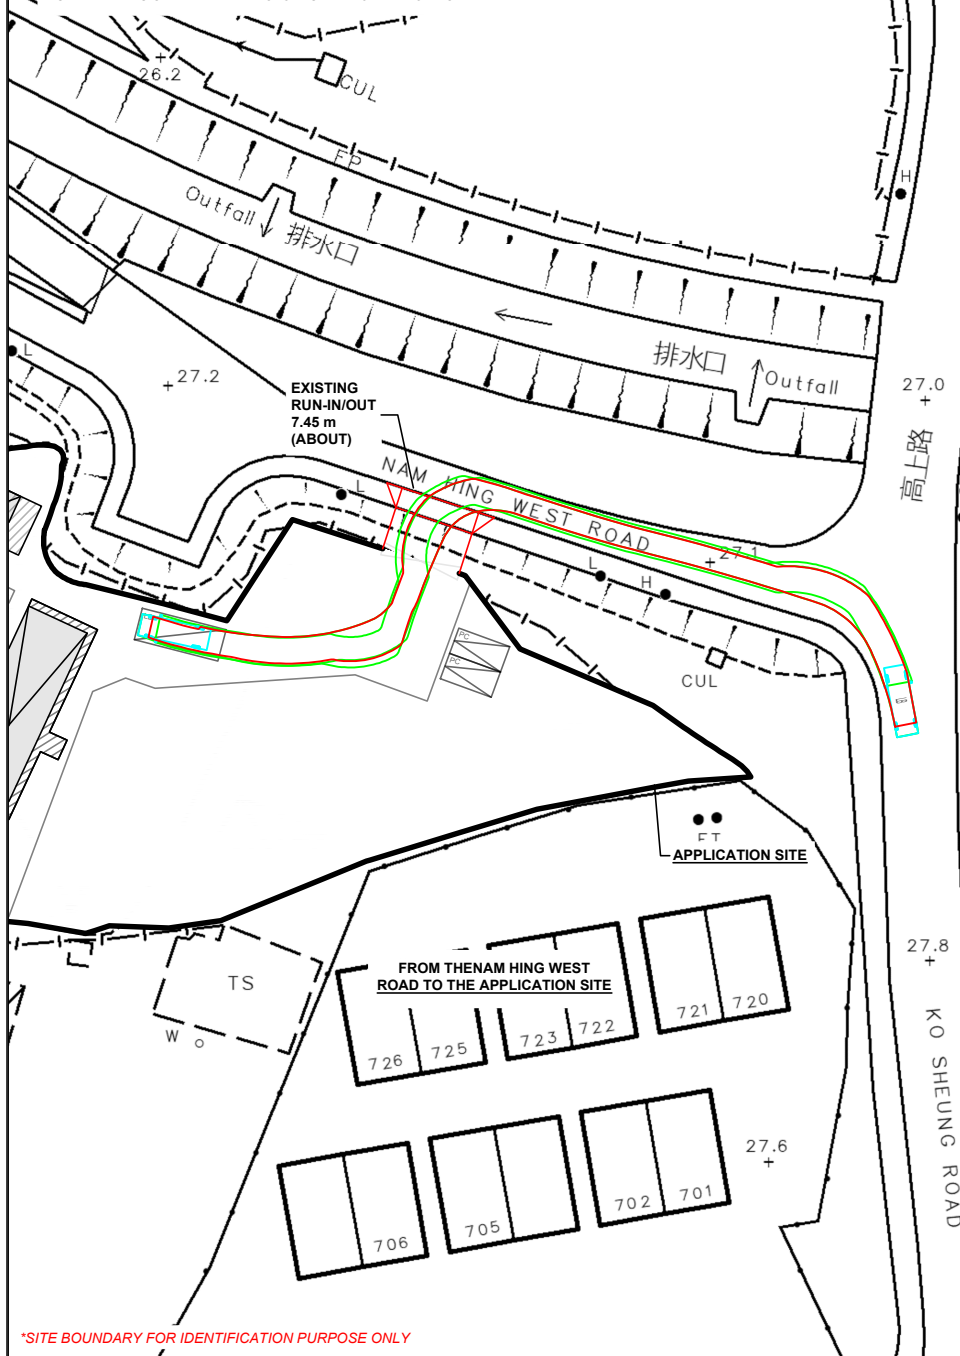 26.2
CUL
FP
H
Outfall
排水口
排水口
Outfall
27.0
高上路
L
27.2
EXISTING
RUN-IN/OUT
7.45 m
(ABOUT)
NAM HING WEST ROAD
L
27.1
L
H
PC
PC
CUL
ET
APPLICATION SITE
FROM THENAM HING WEST
ROAD TO THE APPLICATION SITE
TS
W
726
725
723
722
721
720
27.8
KO SHEUNG ROAD
27.6
706
705
702
701
*SITE BOUNDARY FOR IDENTIFICATION PURPOSE ONLY